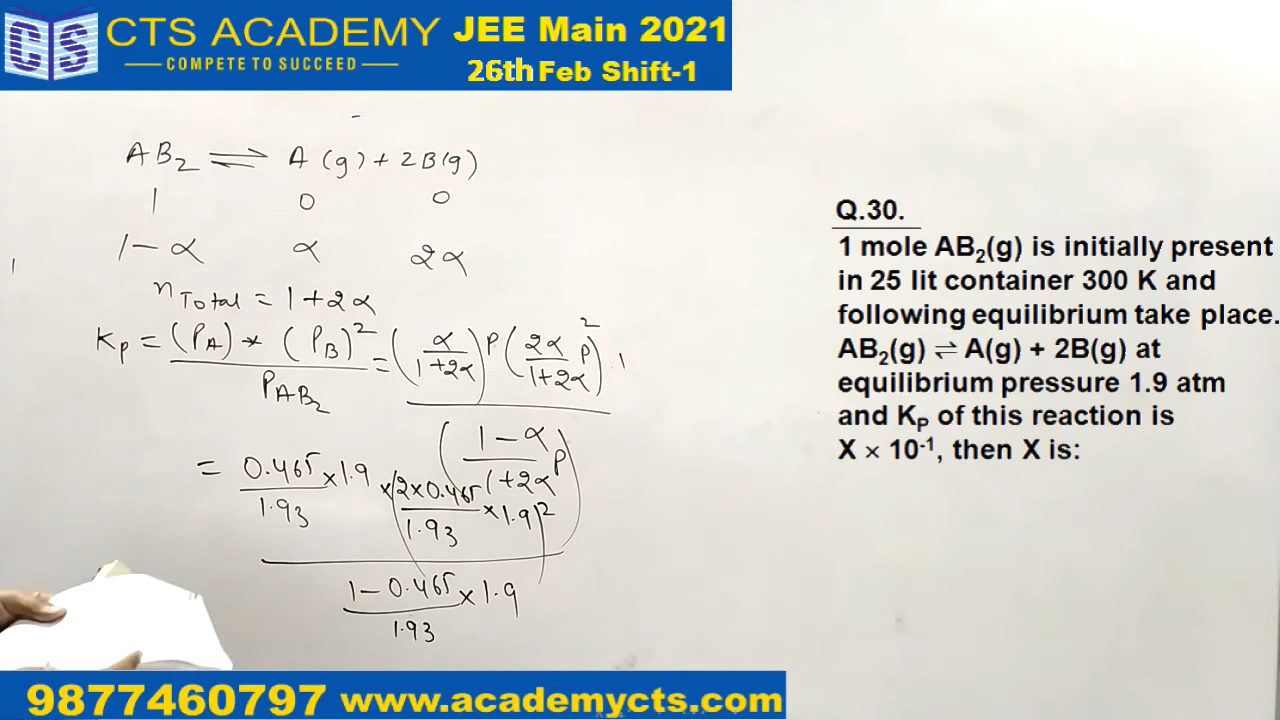 CTS ACADEMY
COMPETE TO SUCCEED
JEE Main 2021
26th Feb Shift-1
AB₂ ⇌ A(g) + 2B(g)
1 0 0
1-α α 2α
n Total = 1+2α
Kp = (PA) * (PB)² / PAB₂ = (α/(1+2α))P (2α/(1+2α) P)² / ((1-α)/(1+2α) P)
= 0.465/1.93 × 1.9 × (2×0.465/1.93 × 1.9)² / (1-0.465/1.93 × 1.9)
Q.30.
1 mole AB₂(g) is initially present
in 25 lit container 300 K and
following equilibrium take place.
AB₂(g) ⇌ A(g) + 2B(g) at
equilibrium pressure 1.9 atm
and KP of this reaction is
X × 10⁻¹, then X is:
9877460797 www.academycts.com